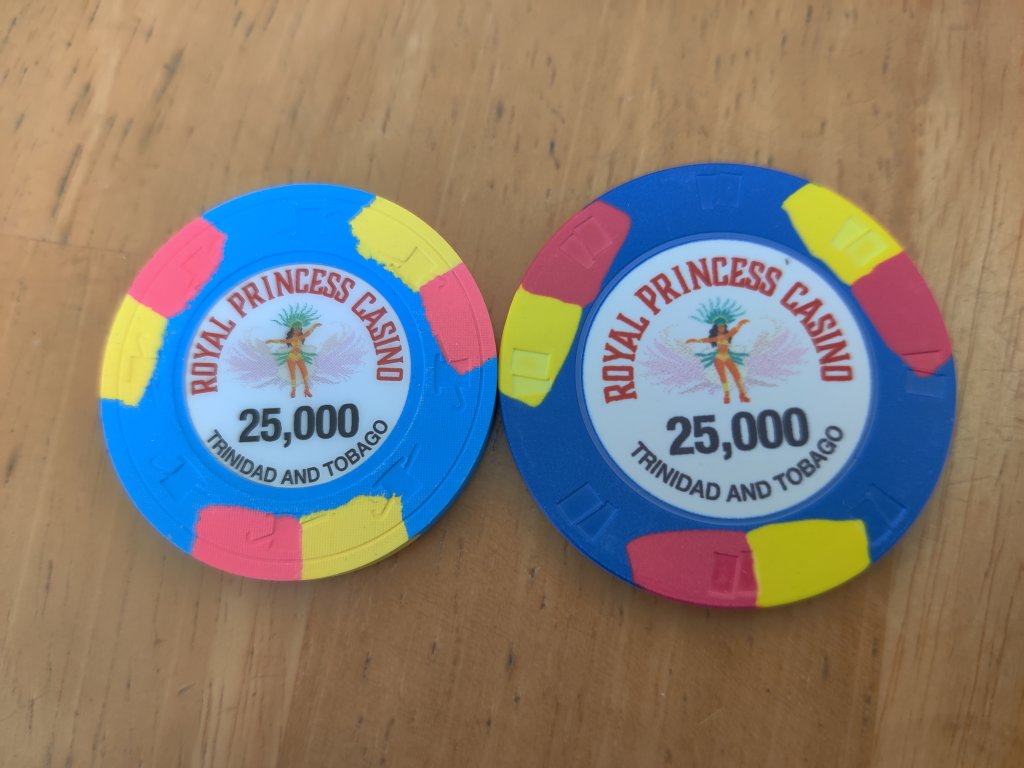 ROYAL PRINCESS CASINO
25,000
TRINIDAD AND TOBAGO
ROYAL PRINCESS CASINO
25,000
TRINIDAD AND TOBAGO